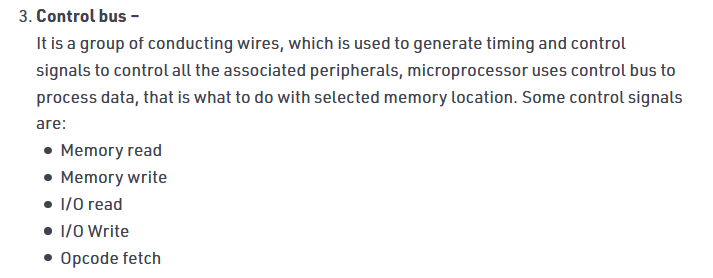 3. Control bus –
It is a group of conducting wires, which is used to generate timing and control
signals to control all the associated peripherals, microprocessor uses control bus to
process data, that is what to do with selected memory location. Some control signals
are:
• Memory read
• Memory write
• I/O read
• I/O Write
• Opcode fetch